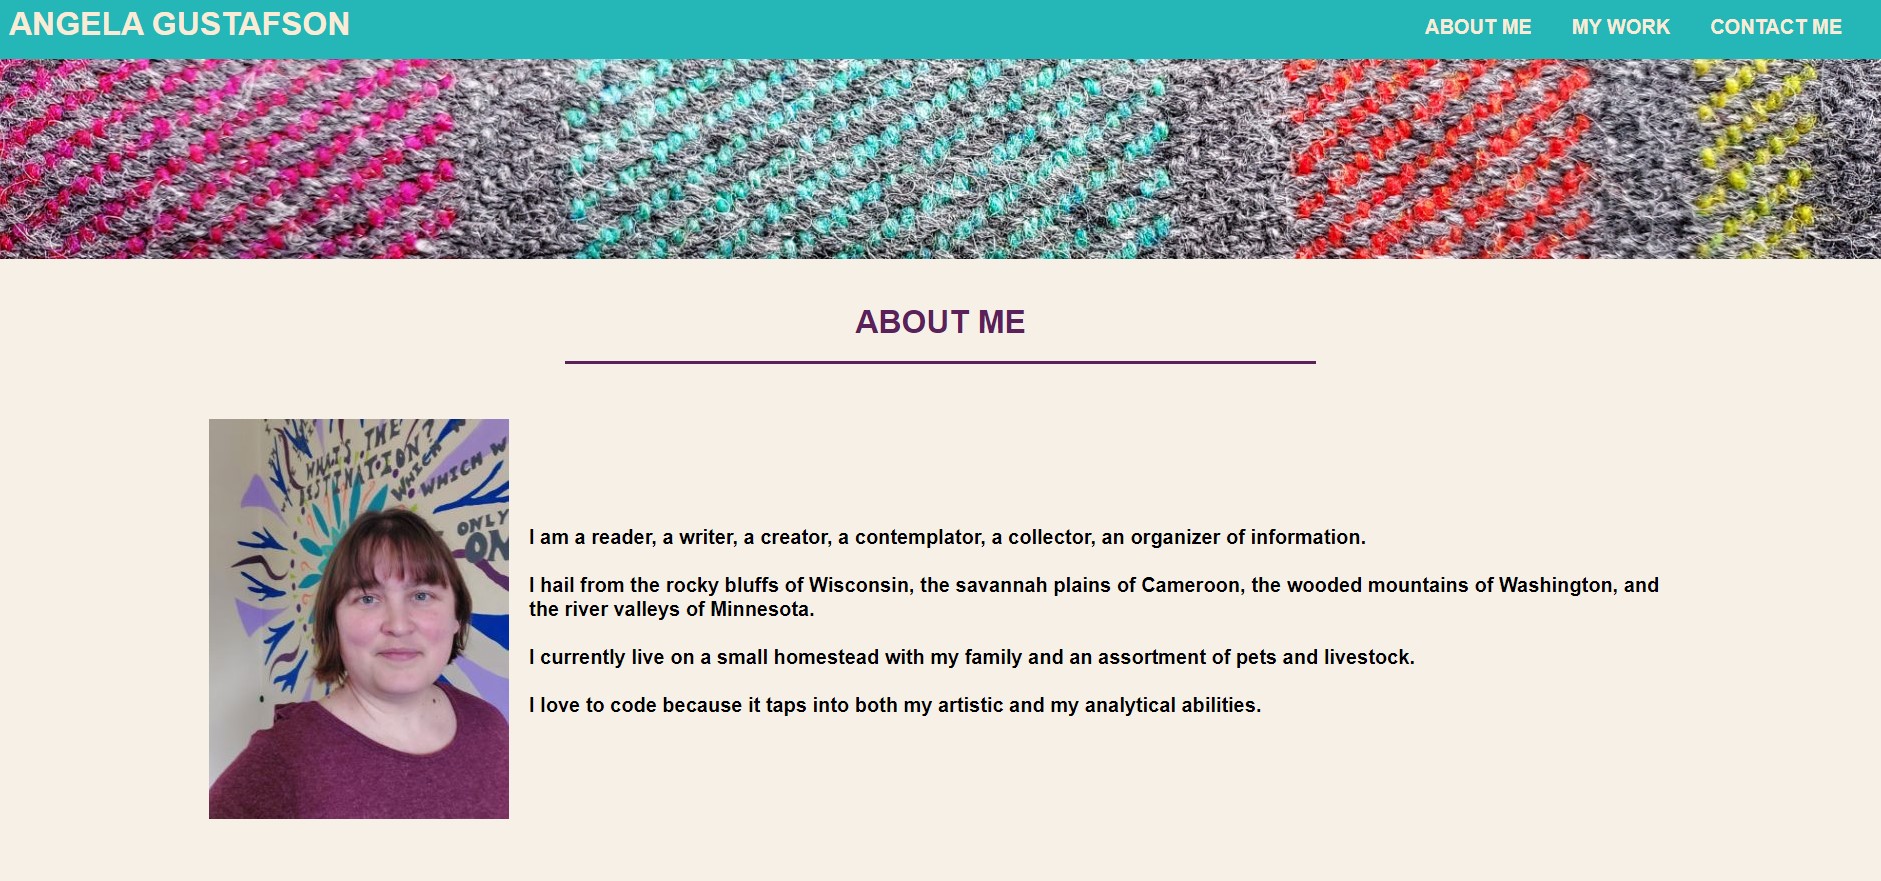 ANGELA GUSTAFSON
ABOUT ME
MY WORK
CONTACT ME
ABOUT ME
WHAT'S THE
DESTINATION?
WHICH
WHICH W
ONLY
ON
I am a reader, a writer, a creator, a contemplator, a collector, an organizer of information.
I hail from the rocky bluffs of Wisconsin, the savannah plains of Cameroon, the wooded mountains of Washington, and
the river valleys of Minnesota.
I currently live on a small homestead with my family and an assortment of pets and livestock.
I love to code because it taps into both my artistic and my analytical abilities.